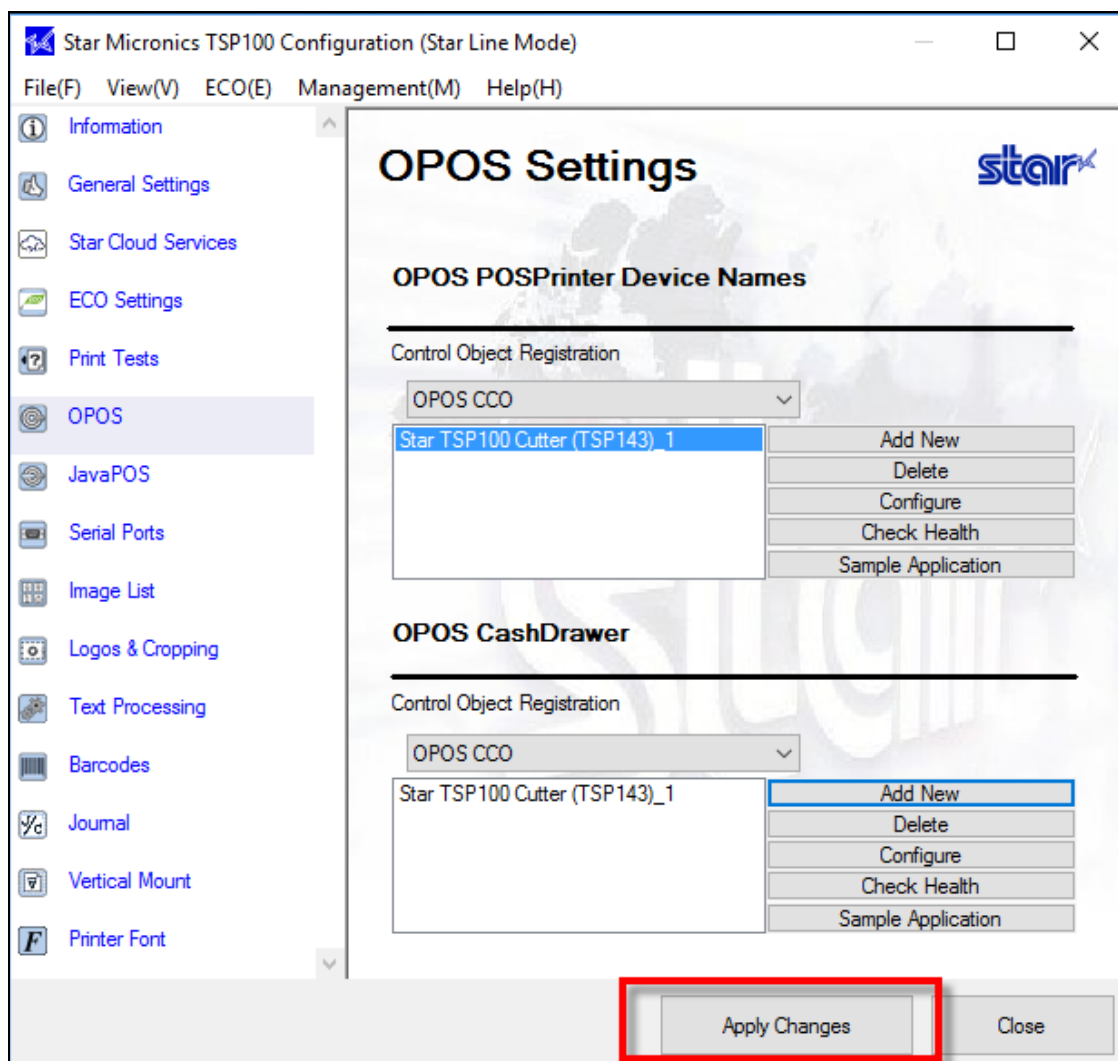 Star Micronics TSP100 Configuration (Star Line Mode)
File(F) View(V) ECO(E) Management(M) Help(H)
Information
General Settings
Star Cloud Services
ECO Settings
Print Tests
OPOS
JavaPOS
Serial Ports
Image List
Logos & Cropping
Text Processing
Barcodes
Journal
Vertical Mount
Printer Font
OPOS Settings
star
OPOS POSPrinter Device Names
Control Object Registration
OPOS CCO
Star TSP100 Cutter (TSP143)_1
Add New
Delete
Configure
Check Health
Sample Application
OPOS CashDrawer
Control Object Registration
OPOS CCO
Star TSP100 Cutter (TSP143)_1
Add New
Delete
Configure
Check Health
Sample Application
Apply Changes
Close